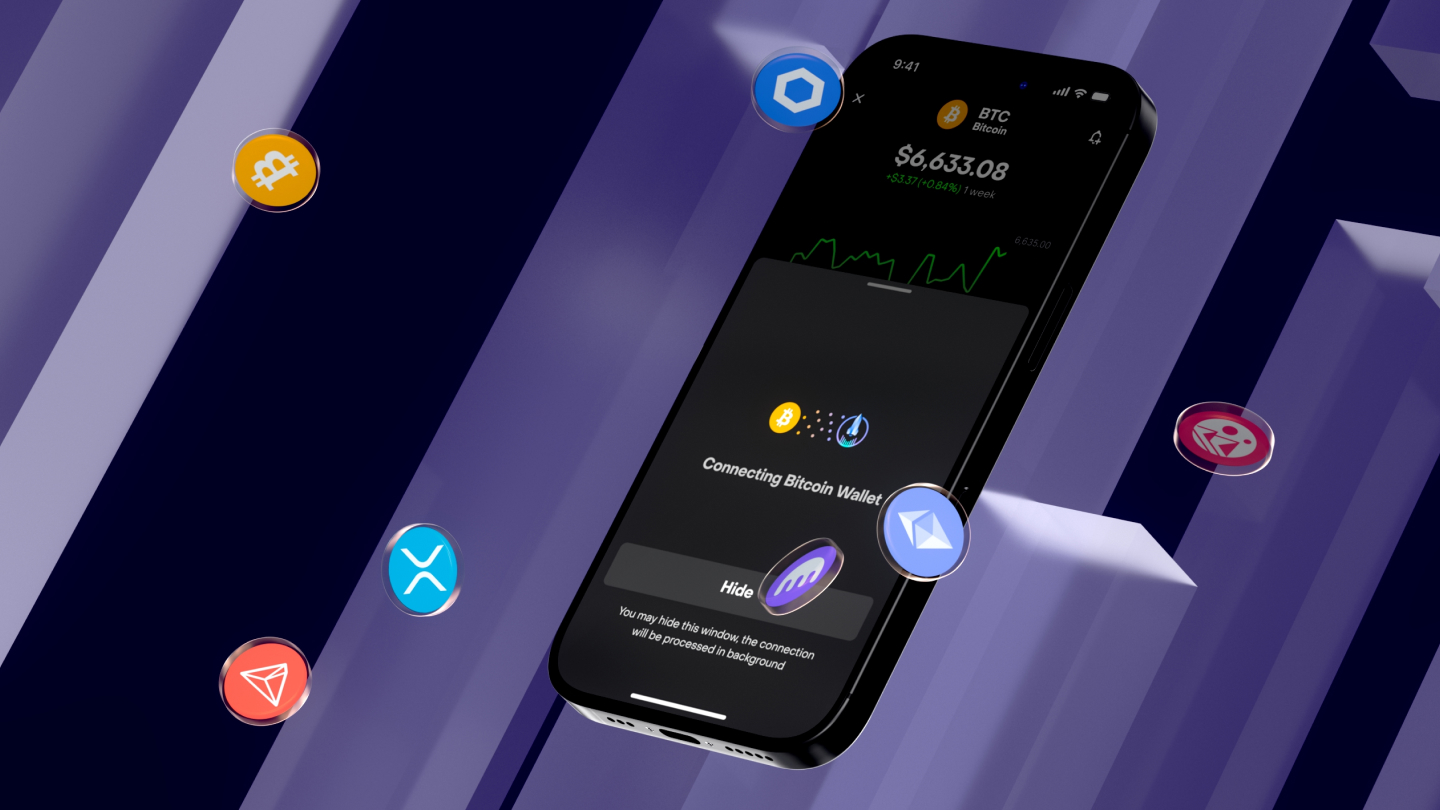 9:41
BTC
Bitcoin
$6,633.08
+$3.37 (+0.84%) 1 week
6,635.00
Connecting Bitcoin Wallet
Hide
You may hide this window, the connection
will be processed in background